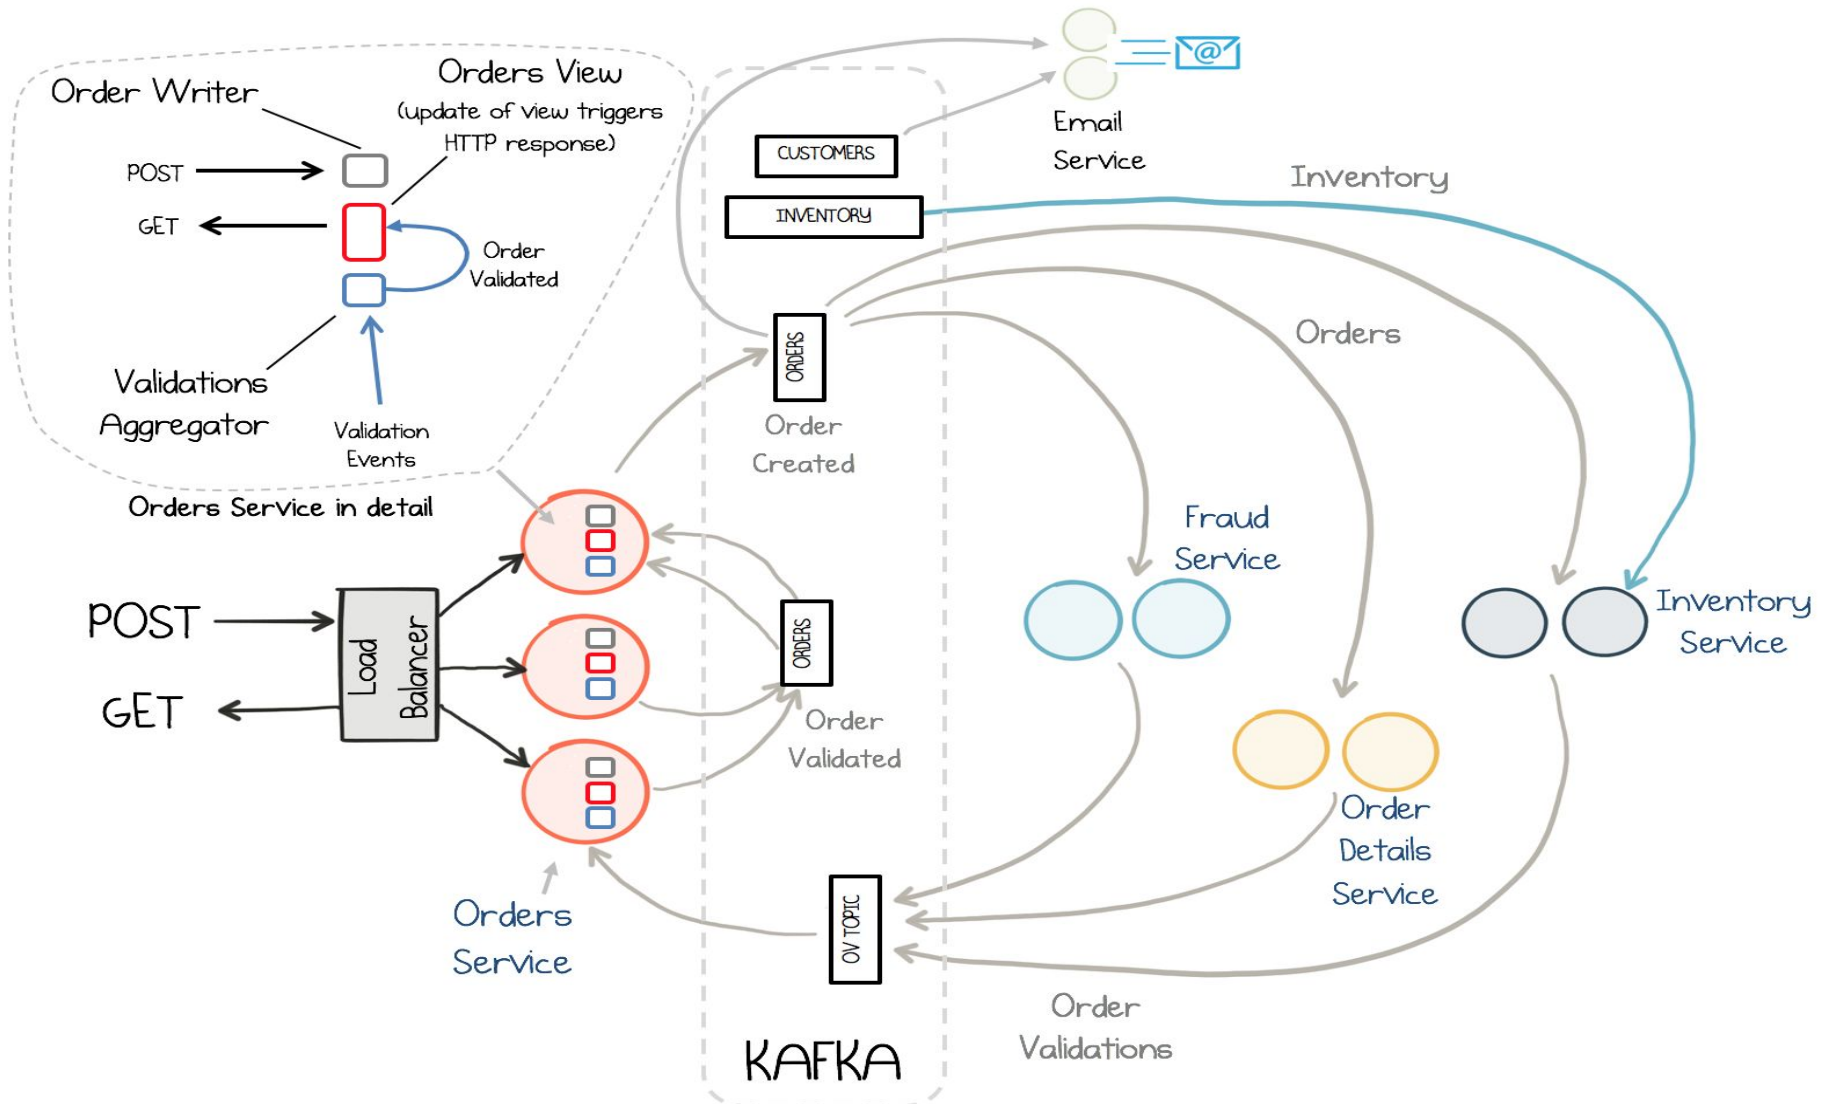 Order Writer
Orders View
(update of view triggers
HTTP response)
POST
GET
Order
Validated
Validations
Aggregator
Validation
Events
Orders Service in detail
POST
GET
Load
Balancer
Orders
Service
CUSTOMERS
INVENTORY
ORDERS
Order
Created
ORDERS
Order
Validated
OV TOPIC
KAFKA
@
Email
Service
Inventory
Orders
Fraud
Service
Inventory
Service
Order
Details
Service
Order
Validations